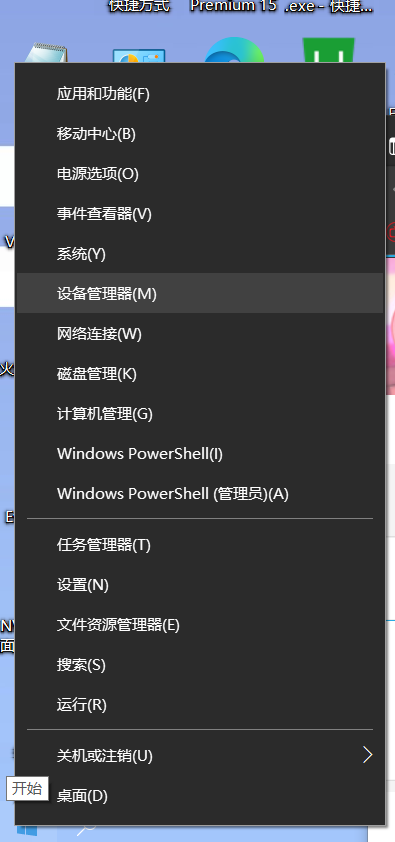 快捷方式 Premium 15 .exe - 快捷...
应用和功能(F)
移动中心(B)
电源选项(O)
事件查看器(V)
系统(Y)
设备管理器(M)
网络连接(W)
磁盘管理(K)
计算机管理(G)
Windows PowerShell(I)
Windows PowerShell (管理员)(A)
任务管理器(T)
设置(N)
文件资源管理器(E)
搜索(S)
运行(R)
关机或注销(U)
开始
桌面(D)